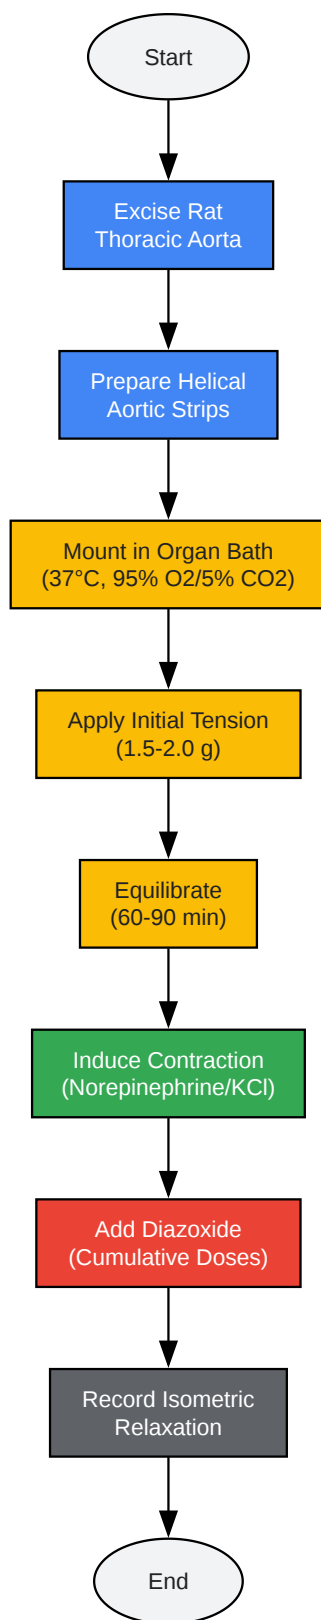 Start
Excise Rat
Thoracic Aorta
Prepare Helical
Aortic Strips
Mount in Organ Bath
(37°C, 95% O2/5% CO2)
Apply Initial Tension
(1.5-2.0 g)
Equilibrate
(60-90 min)
Induce Contraction
(Norepinephrine/KCl)
Add Diazoxide
(Cumulative Doses)
Record Isometric
Relaxation
End